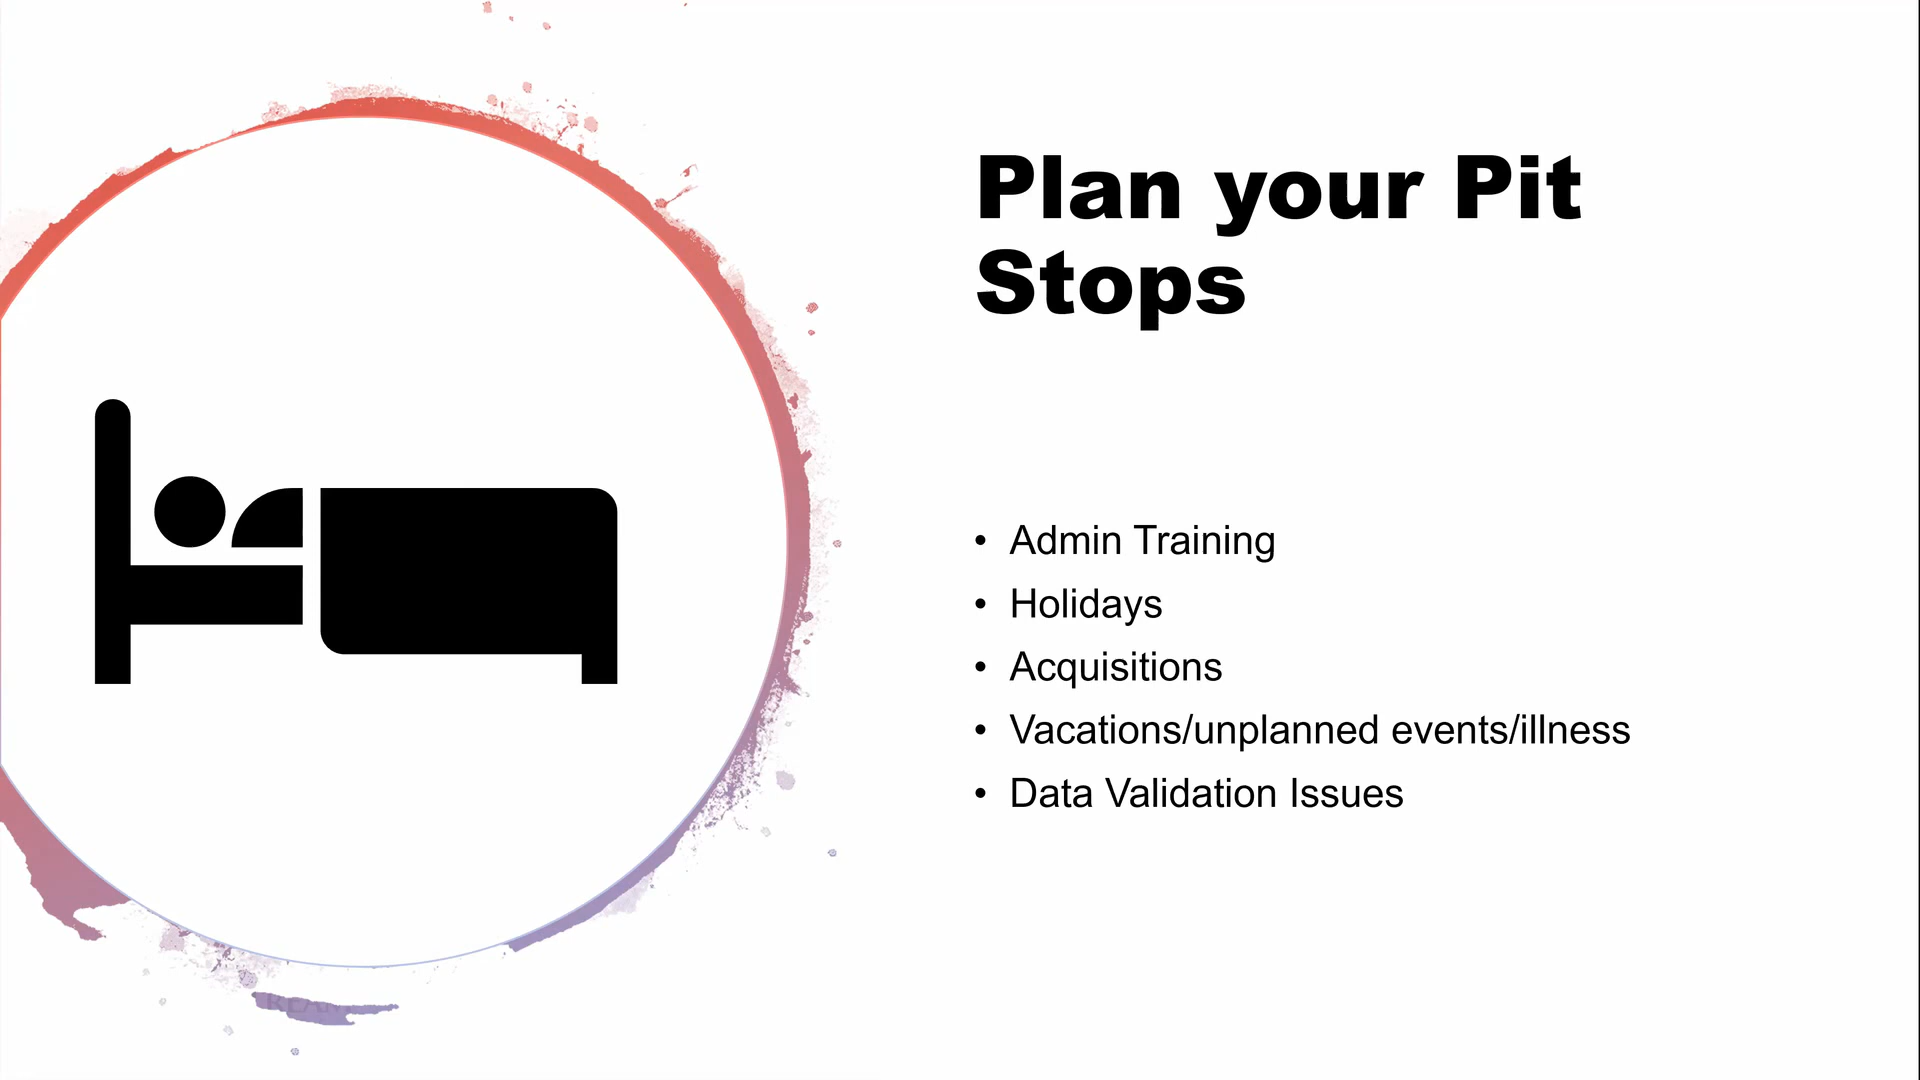 Plan your Pit
Stops
• Admin Training
• Holidays
• Acquisitions
• Vacations/unplanned events/illness
• Data Validation Issues